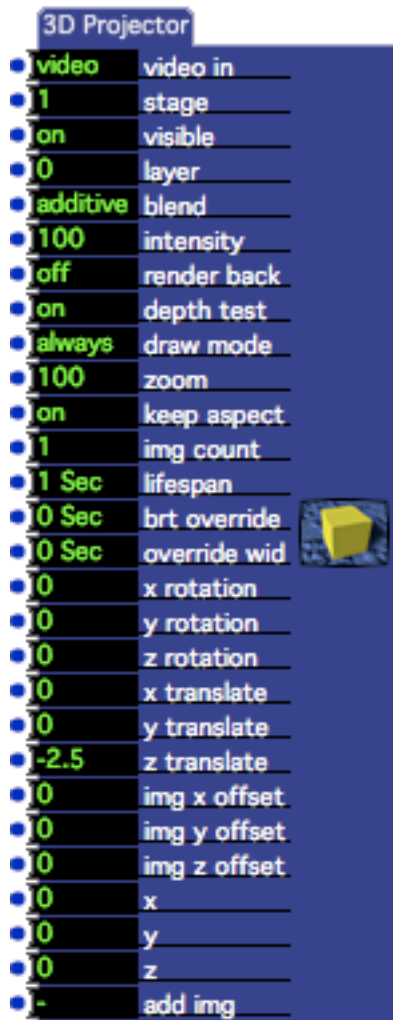 3D Projector
video video in
1 stage
on visible
0 layer
additive blend
100 intensity
off render back
on depth test
always draw mode
100 zoom
on keep aspect
1 img count
1 Sec lifespan
0 Sec brt override
0 Sec override wid
0 x rotation
0 y rotation
0 z rotation
0 x translate
0 y translate
-2.5 z translate
0 img x offset
0 img y offset
0 img z offset
0 x
0 y
0 z
- add img